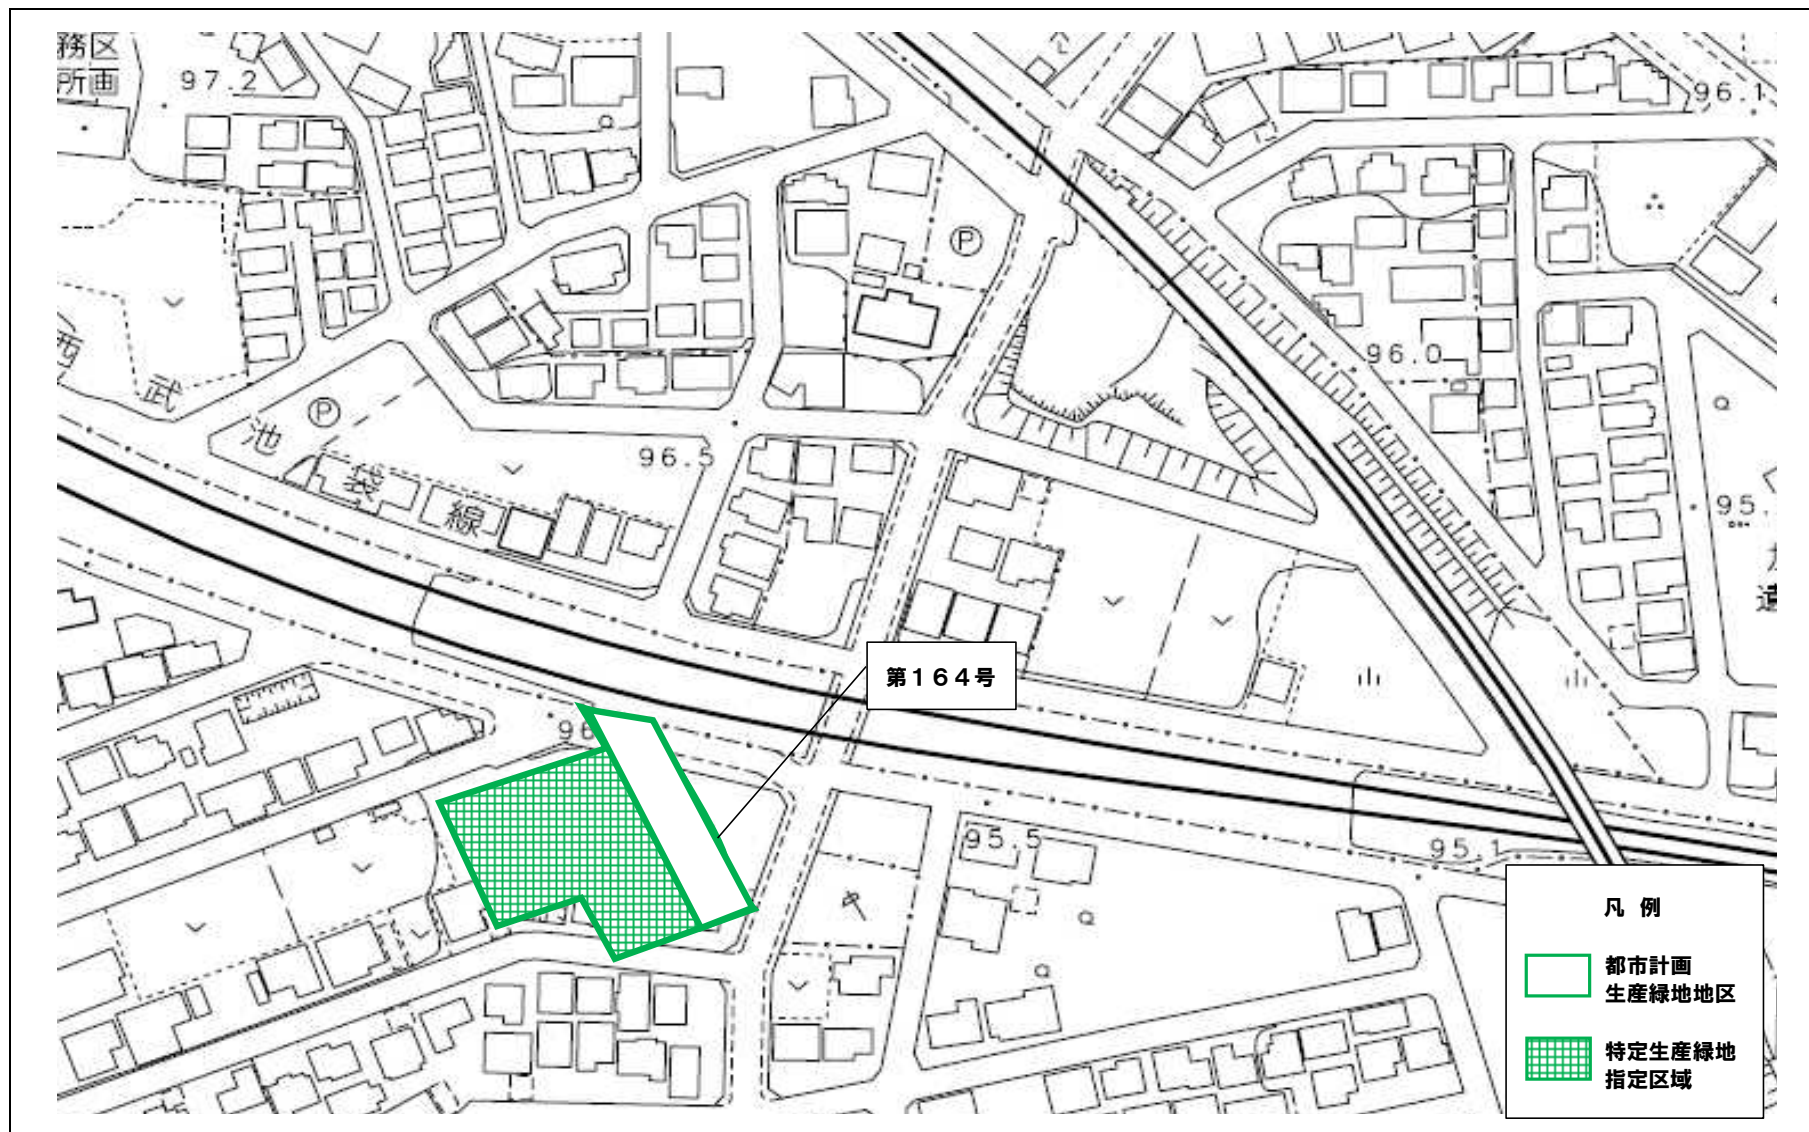 務区
所画
97.2
96.1
Ⓟ
96.0
西
武
Ⓟ
池
袋
線
96.5
95.
道
第164号
96
95.5
95.1
凡 例
都市計画
生産緑地地区
特定生産緑地
指定区域